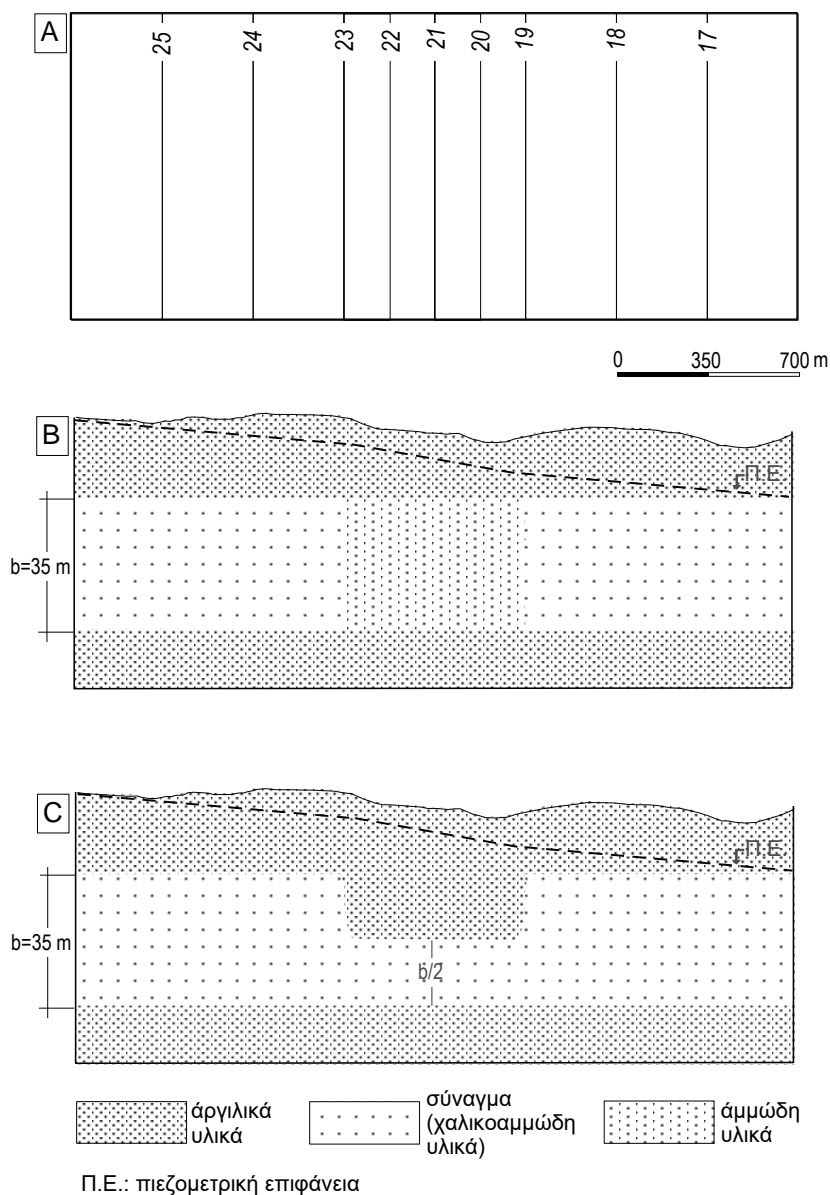 A
25 24 23 22 21 20 19 18 17
0 350 700 m
B
Π.Ε.
b=35 m
C
Π.Ε.
b=35 m
b/2
άργιλικά
υλικά
σύναγμα
(χαλικοαμμώδη
υλικά)
άμμώδη
υλικά
Π.Ε.: πιεζομετρική επιφάνεια